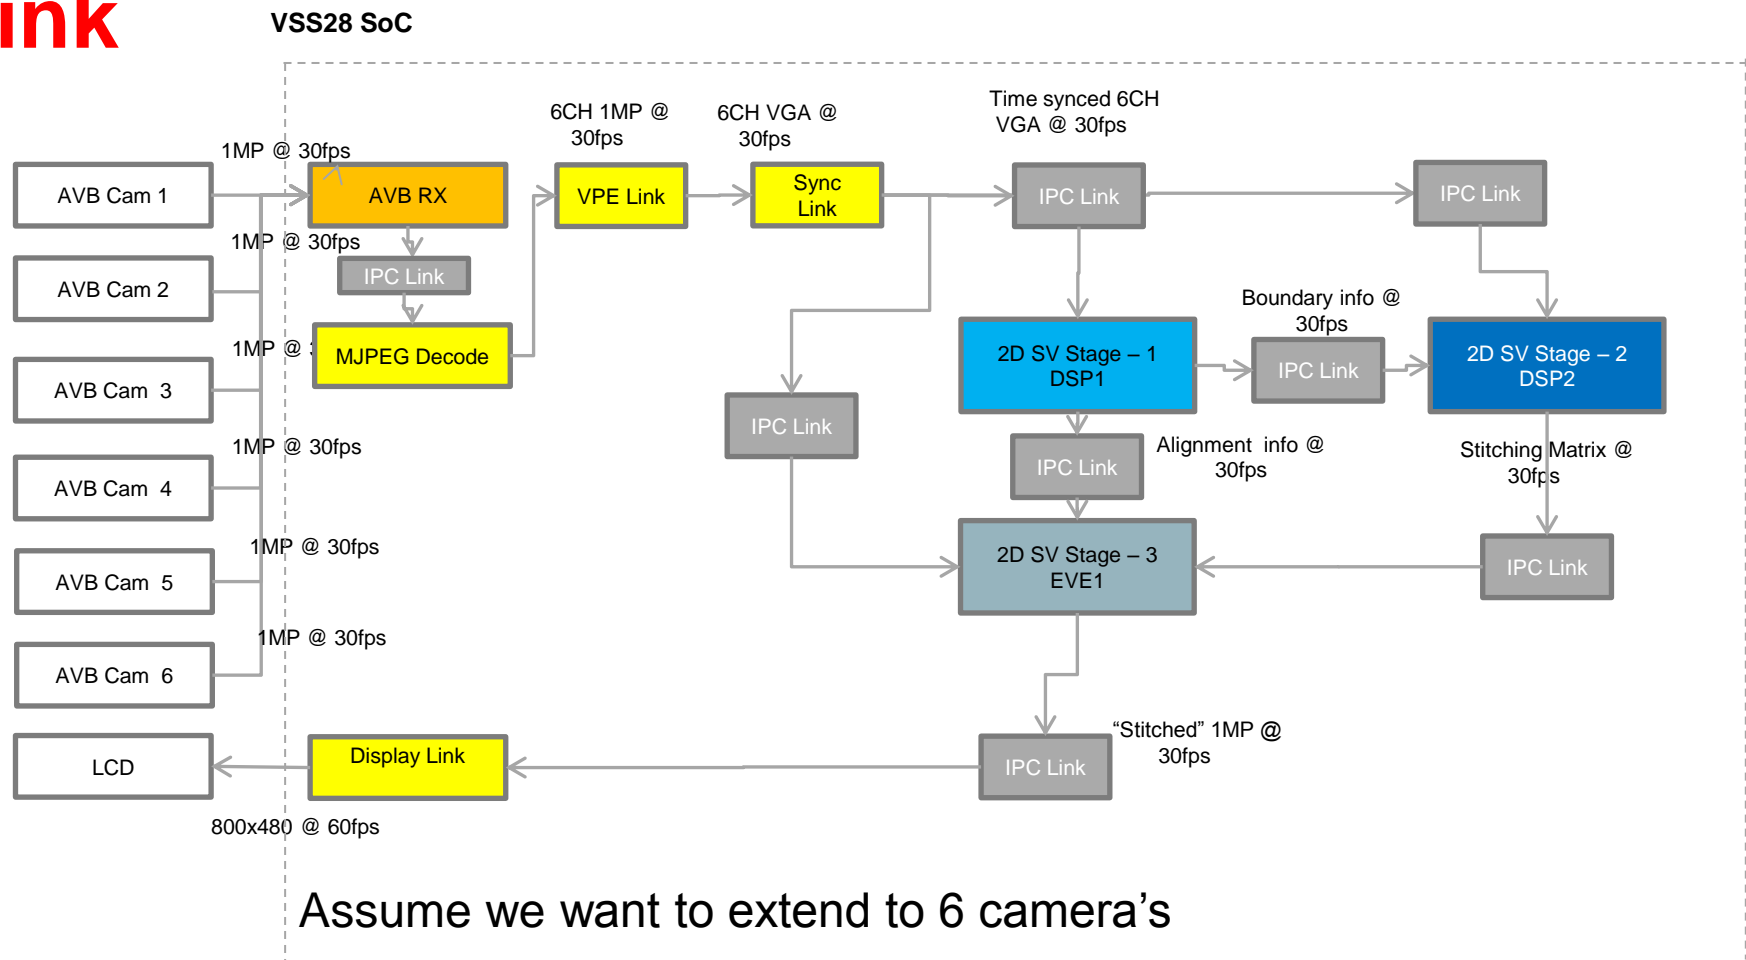 ink
VSS28 SoC
1MP @ 30fps
6CH 1MP @
30fps
6CH VGA @
30fps
Time synced 6CH
VGA @ 30fps
AVB Cam 1
AVB RX
VPE Link
Sync
Link
IPC Link
IPC Link
1MP @ 30fps
AVB Cam 2
IPC Link
Boundary info @
30fps
1MP @
MJPEG Decode
AVB Cam 3
2D SV Stage – 1
DSP1
IPC Link
2D SV Stage – 2
DSP2
IPC Link
1MP @ 30fps
IPC Link
Alignment info @
30fps
Stitching Matrix @
30fps
AVB Cam 4
1MP @ 30fps
AVB Cam 5
2D SV Stage – 3
EVE1
IPC Link
1MP @ 30fps
AVB Cam 6
LCD
Display Link
IPC Link
“Stitched” 1MP @
30fps
800x480 @ 60fps
Assume we want to extend to 6 camera’s